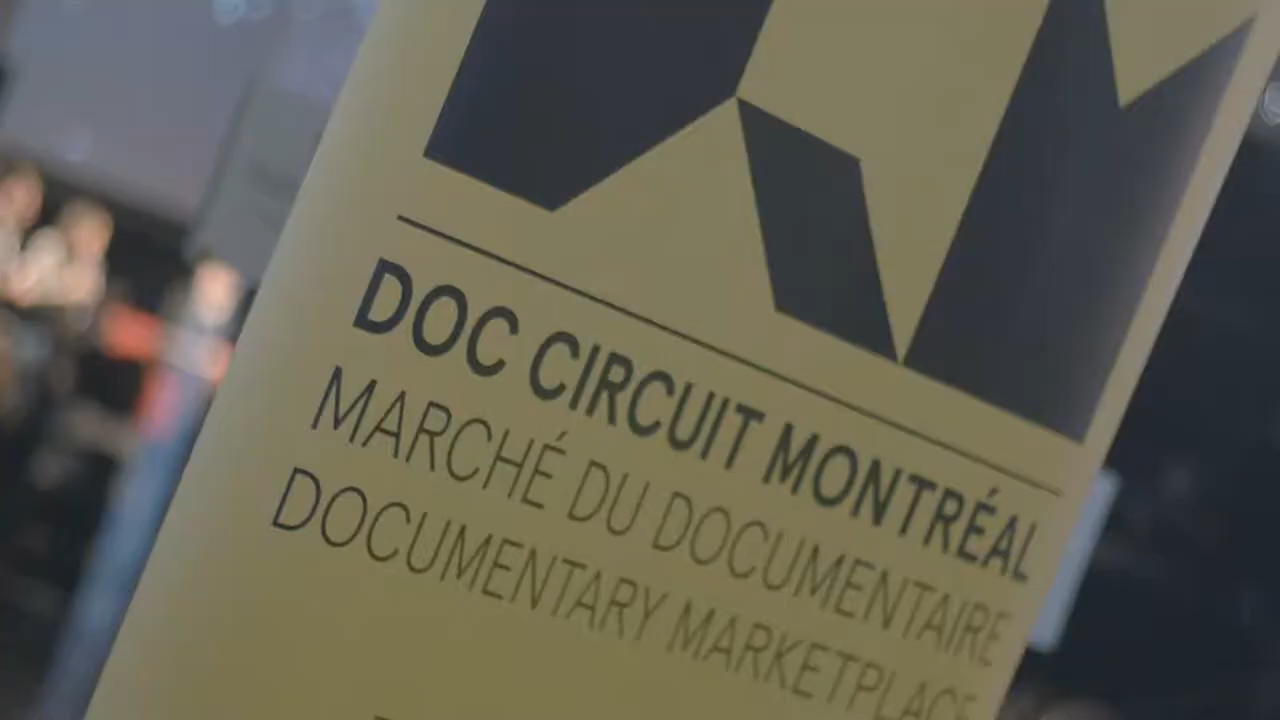 DOC CIRCUIT MONTRÉAL
MARCHÉ DU DOCUMENTAIRE
DOCUMENTARY MARKETPLACE